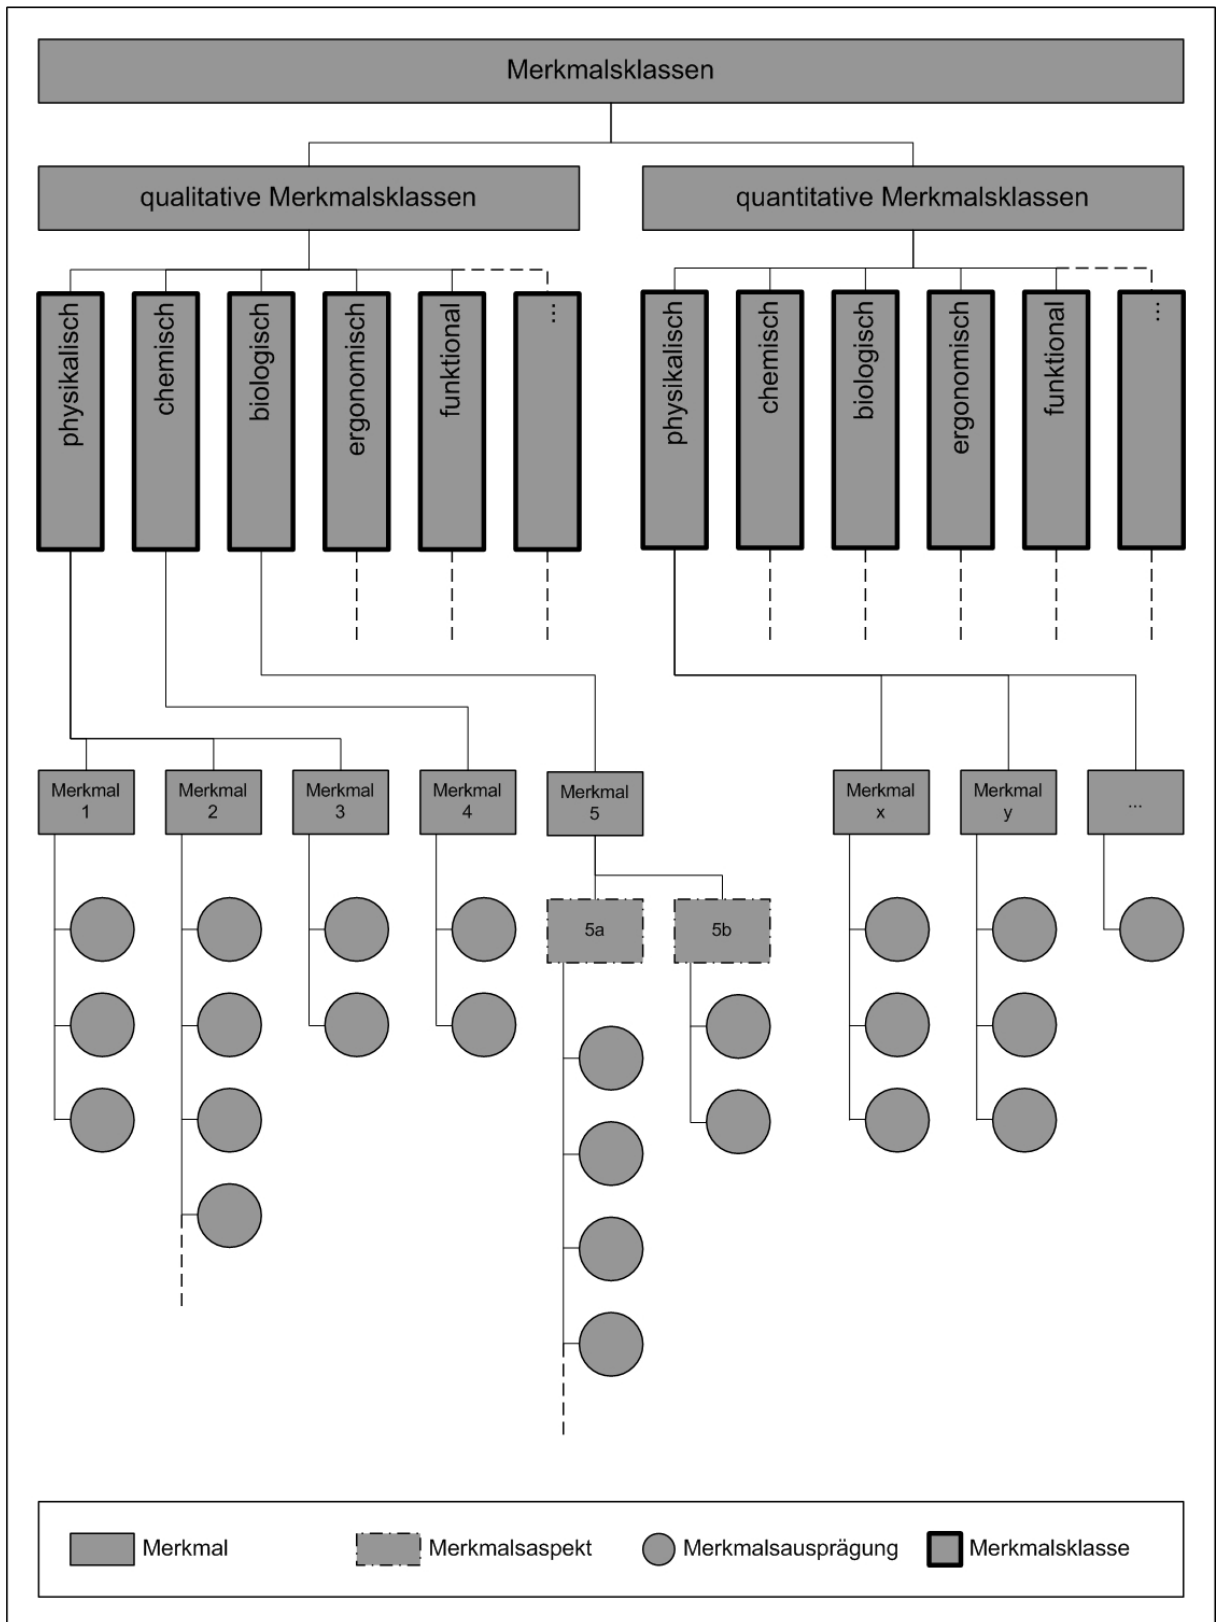 Merkmalsklassen
qualitative Merkmalsklassen
quantitative Merkmalsklassen
physikalisch
chemisch
biologisch
ergonomisch
funktional
...
physikalisch
chemisch
biologisch
ergonomisch
funktional
...
Merkmal
1
Merkmal
2
Merkmal
3
Merkmal
4
Merkmal
5
Merkmal
x
Merkmal
y
...
5a
5b
Merkmal
Merkmalsaspekt
Merkmalsausprägung
Merkmalsklasse